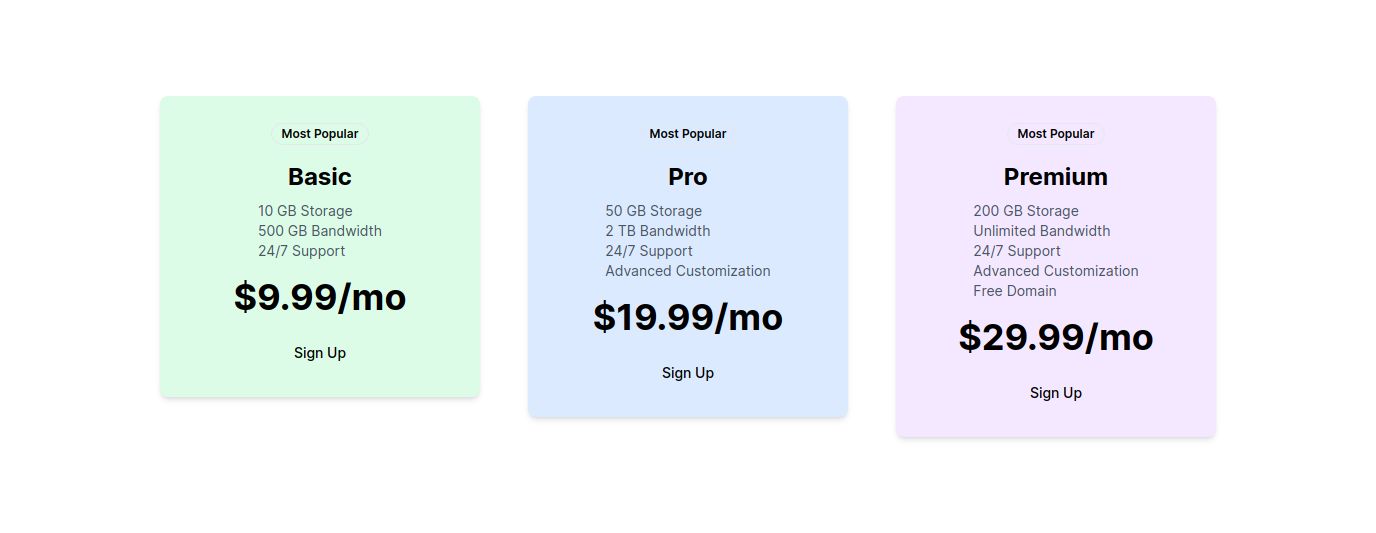 Most Popular
Basic
10 GB Storage
500 GB Bandwidth
24/7 Support
$9.99/mo
Sign Up
Most Popular
Pro
50 GB Storage
2 TB Bandwidth
24/7 Support
Advanced Customization
$19.99/mo
Sign Up
Most Popular
Premium
200 GB Storage
Unlimited Bandwidth
24/7 Support
Advanced Customization
Free Domain
$29.99/mo
Sign Up